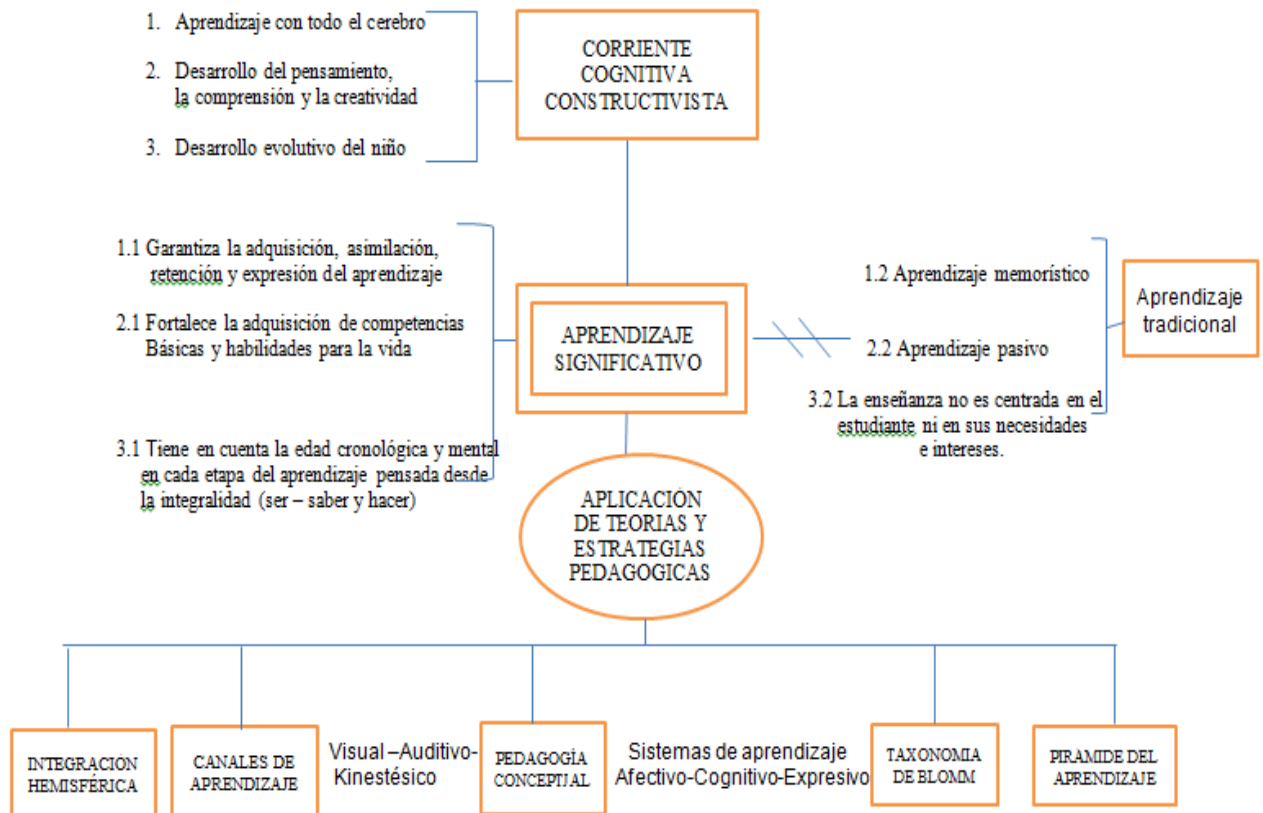 1. Aprendizaje con todo el cerebro
2. Desarrollo del pensamiento,
la comprensión y la creatividad
3. Desarrollo evolutivo del niño
CORRIENTE
COGNITIVA
CONSTRUCTIVISTA
1.1 Garantiza la adquisición, asimilación,
retención y expresión del aprendizaje
2.1 Fortalece la adquisición de competencias
Básicas y habilidades para la vida
3.1 Tiene en cuenta la edad cronológica y mental
en cada etapa del aprendizaje pensada desde
la integralidad (ser – saber y hacer)
APRENDIZAJE
SIGNIFICATIVO
1.2 Aprendizaje memorístico
2.2 Aprendizaje pasivo
3.2 La enseñanza no es centrada en el
estudiante ni en sus necesidades
e intereses.
Aprendizaje
tradicional
APLICACIÓN
DE TEORIAS Y
ESTRATEGIAS
PEDAGOGICAS
INTEGRACIÓN
HEMISFÉRICA
CANALES DE
APRENDIZAJE
Visual –Auditivo-
Kinestésico
PEDAGOGÍA
CONCEPTUAL
Sistemas de aprendizaje
Afectivo-Cognitivo-Expresivo
TAXONOMIA
DE BLOMM
PIRAMIDE DEL
APRENDIZAJE